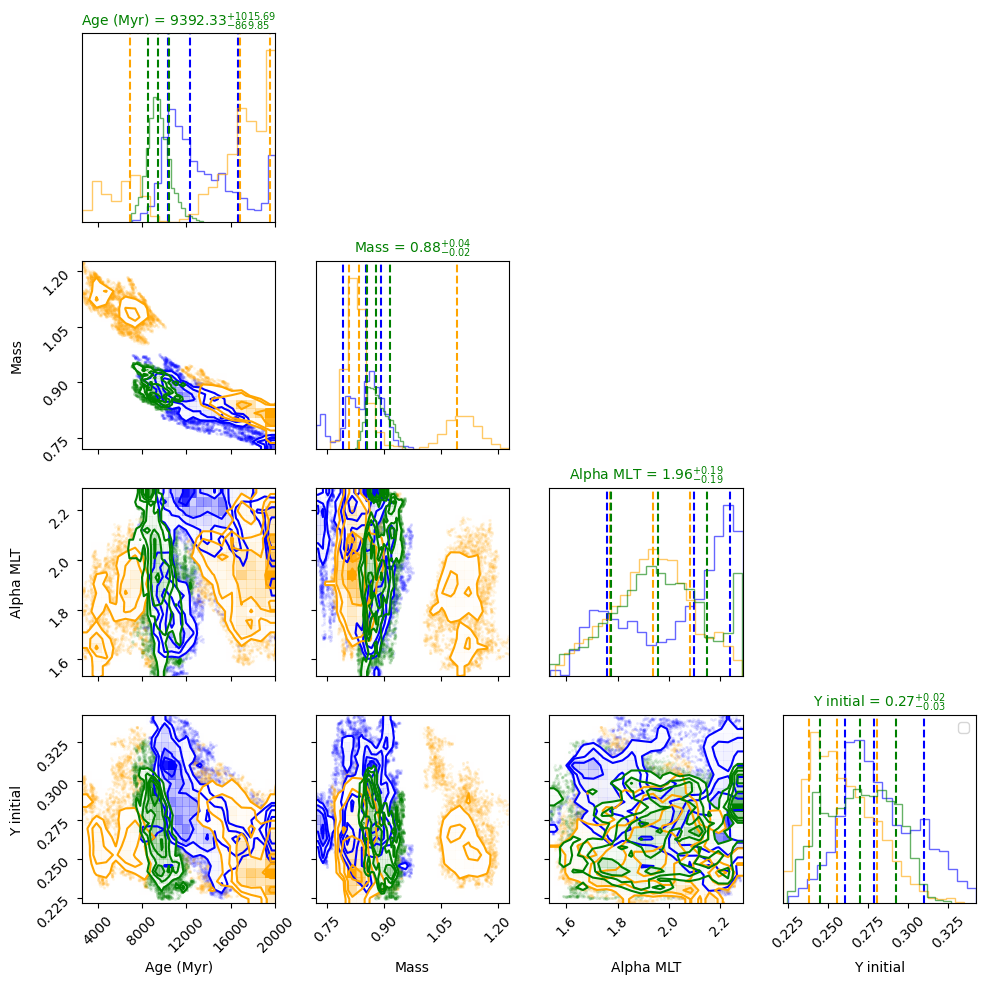 Age (Myr) = 9392.33+1015.69 −869.85
Mass
1.20
1.05
0.90
0.75
Mass = 0.88+0.04 −0.02
Alpha MLT
2.2
2.0
1.8
1.6
Alpha MLT = 1.96+0.19 −0.19
Y initial
0.325
0.300
0.275
0.250
0.225
Y initial = 0.27+0.02 −0.03
4000 8000 12000 16000 20000
0.75 0.90 1.05 1.20
1.6 1.8 2.0 2.2
0.225 0.250 0.275 0.300 0.325
Age (Myr) Mass Alpha MLT Y initial